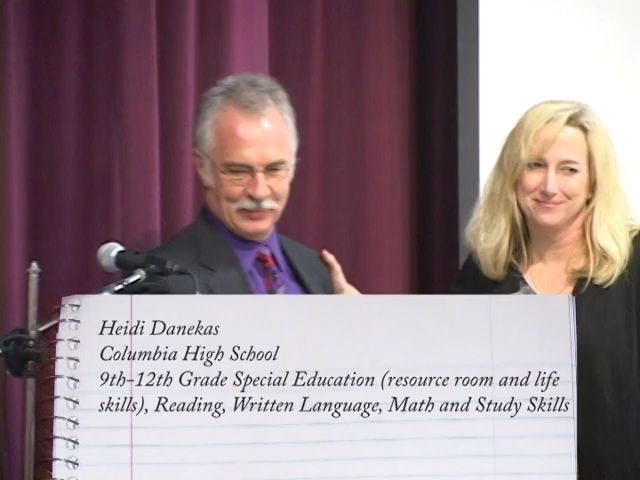 Heidi Danekas
Columbia High School
9th-12th Grade Special Education (resource room and life
skills), Reading, Written Language, Math and Study Skills